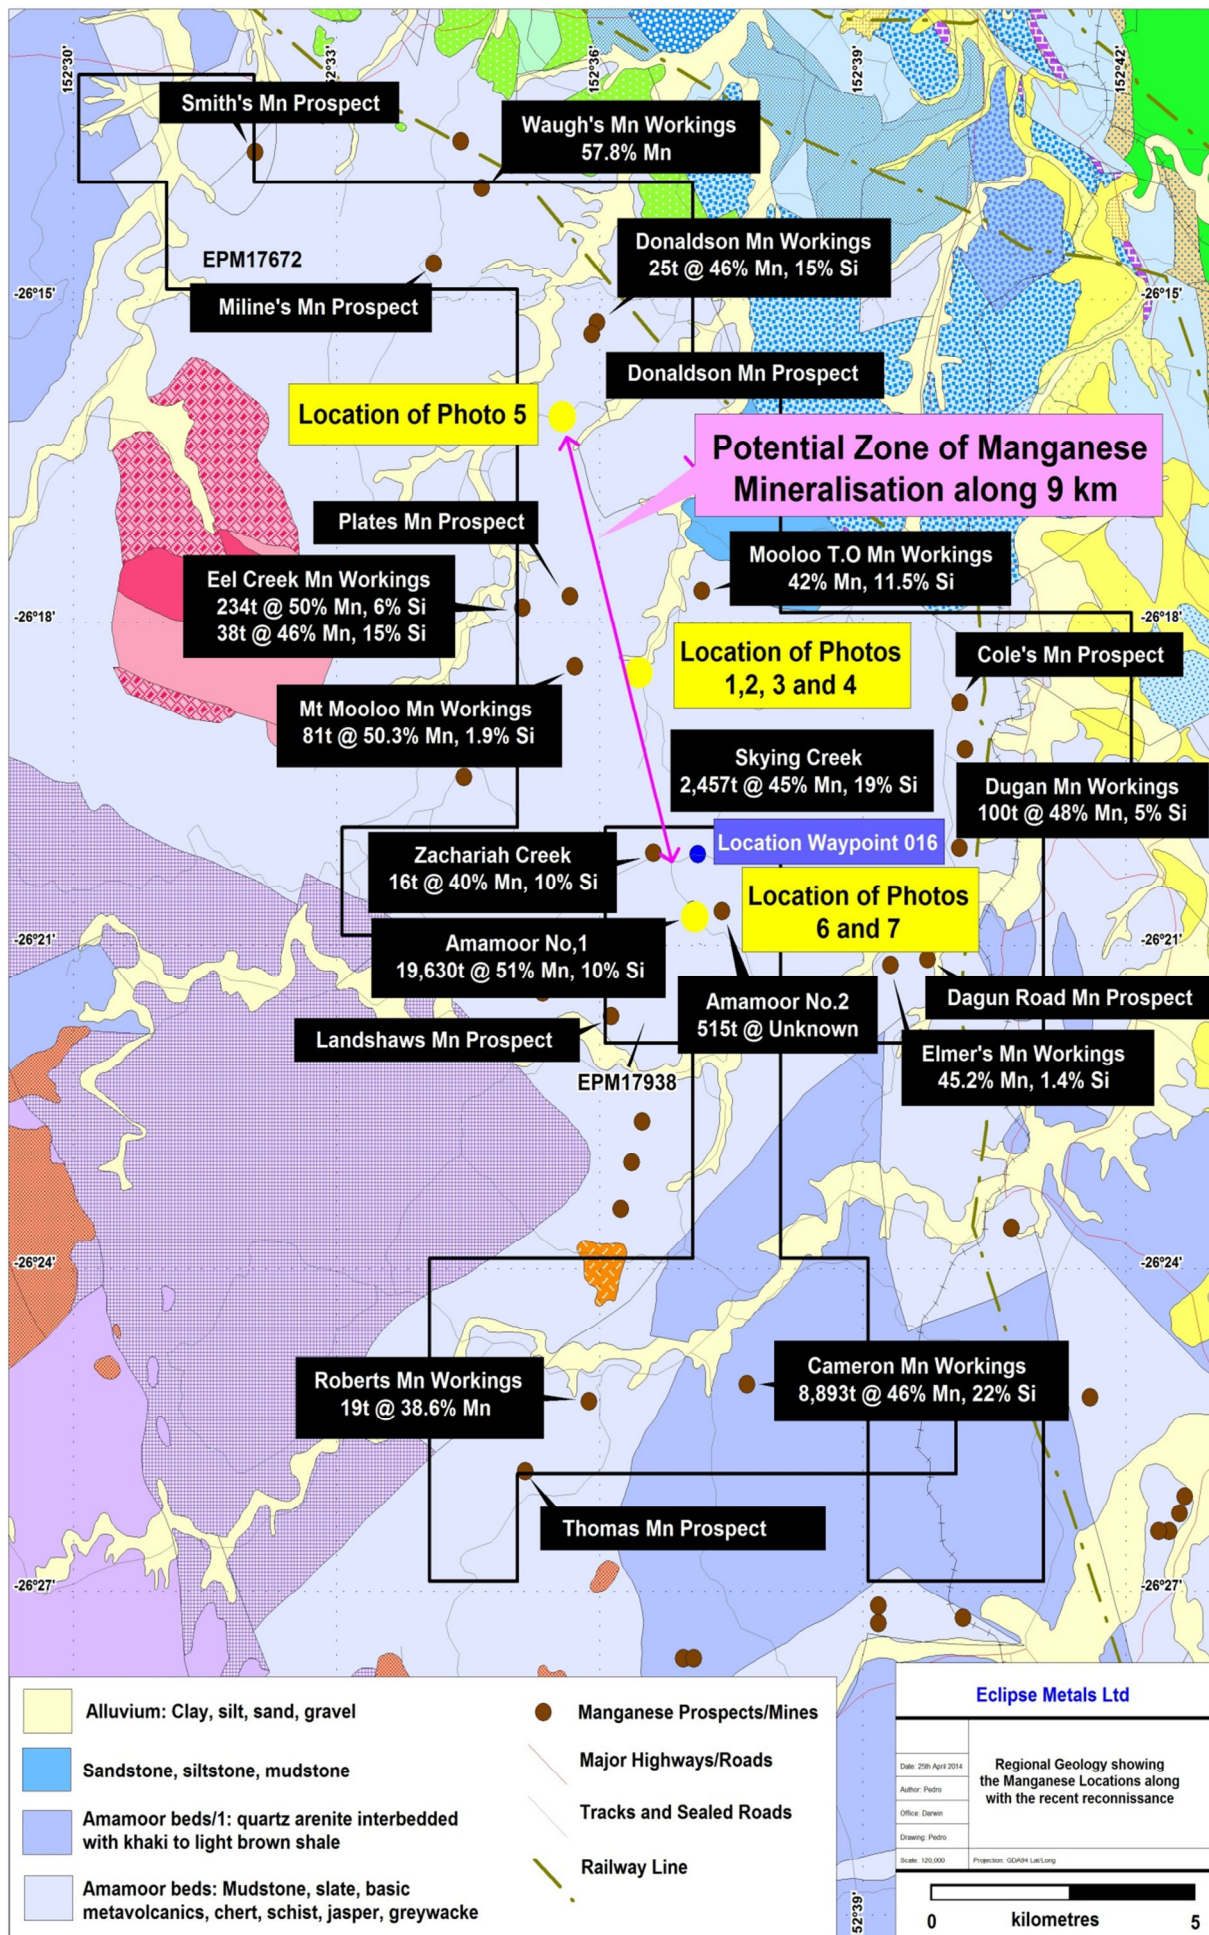 152°30'
152°33'
152°36'
152°39'
152°42'
Smith's Mn Prospect
Waugh's Mn Workings
57.8% Mn
Donaldson Mn Workings
25t @ 46% Mn, 15% Si
EPM17672
-26°15'
-26°15'
Miline's Mn Prospect
Donaldson Mn Prospect
Location of Photo 5
Potential Zone of Manganese
Mineralisation along 9 km
Plates Mn Prospect
Mooloo T.O Mn Workings
42% Mn, 11.5% Si
Eel Creek Mn Workings
234t @ 50% Mn, 6% Si
38t @ 46% Mn, 15% Si
-26°18'
-26°18'
Location of Photos
1,2, 3 and 4
Cole's Mn Prospect
Mt Mooloo Mn Workings
81t @ 50.3% Mn, 1.9% Si
Skying Creek
2,457t @ 45% Mn, 19% Si
Dugan Mn Workings
100t @ 48% Mn, 5% Si
Location Waypoint 016
Zachariah Creek
16t @ 40% Mn, 10% Si
Location of Photos
6 and 7
-26°21'
-26°21'
Amamoor No,1
19,630t @ 51% Mn, 10% Si
Amamoor No.2
515t @ Unknown
Dagun Road Mn Prospect
Landshaws Mn Prospect
Elmer's Mn Workings
45.2% Mn, 1.4% Si
EPM17938
-26°24'
-26°24'
Roberts Mn Workings
19t @ 38.6% Mn
Cameron Mn Workings
8,893t @ 46% Mn, 22% Si
Thomas Mn Prospect
-26°27'
-26°27'
Alluvium: Clay, silt, sand, gravel
Sandstone, siltstone, mudstone
Amamoor beds/1: quartz arenite interbedded
with khaki to light brown shale
Amamoor beds: Mudstone, slate, basic
metavolcanics, chert, schist, jasper, greywacke
Manganese Prospects/Mines
Major Highways/Roads
Tracks and Sealed Roads
Railway Line
152°39'
Eclipse Metals Ltd
Date: 25th April 2014
Author: Pedro
Office: Darwin
Drawing: Pedro
Scale: 120,000
Regional Geology showing
the Manganese Locations along
with the recent reconnissance
Projection: GDA94 Lat/Long
0 kilometres 5